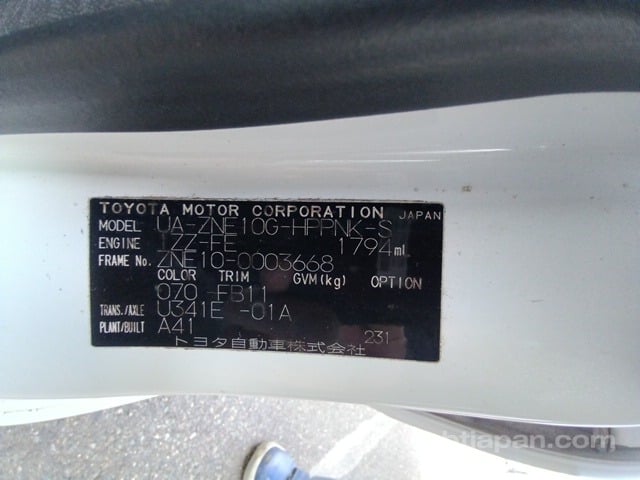 TOYOTA MOTOR CORPORATION JAPAN
MODEL UA-ZNE10G-HPPNK-S
ENGINE 1ZZ-FE 1794ml
FRAME No. ZNE10-0003668
COLOR TRIM GVM(kg) OPTION
070 FB11
TRANS./AXLE U341E -01A
PLANT/BUILT A41 231
トヨタ自動車株式会社
btjapan.com